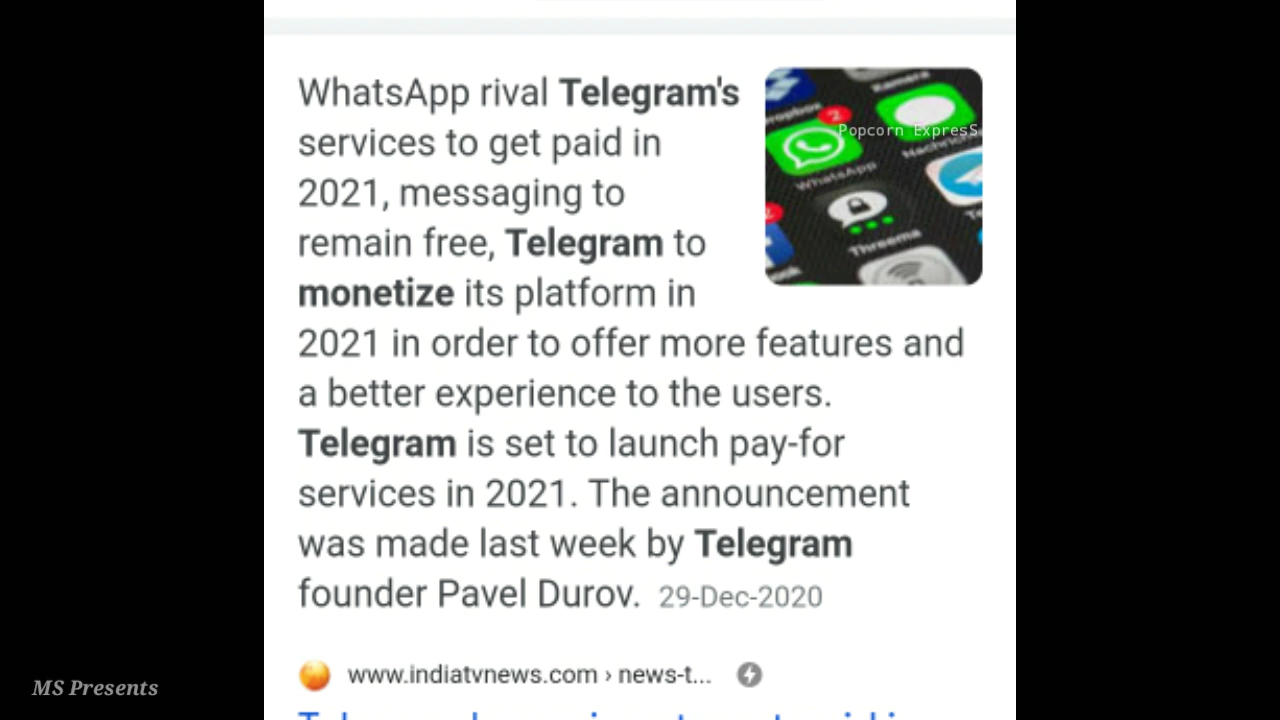 WhatsApp rival Telegram's
services to get paid in
2021, messaging to
remain free, Telegram to
monetize its platform in
2021 in order to offer more features and
a better experience to the users.
Telegram is set to launch pay-for
services in 2021. The announcement
was made last week by Telegram
founder Pavel Durov. 29-Dec-2020
Popcorn ExpresS
WhatsApp
Threema
2
www.indiatvnews.com › news-t...
MS Presents